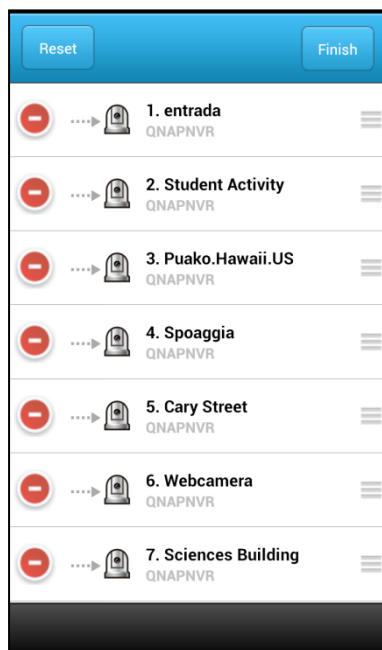 Reset
Finish
1. entrada
QNAPNVR
2. Student Activity
QNAPNVR
3. Puako.Hawaii.US
QNAPNVR
4. Spoaggia
QNAPNVR
5. Cary Street
QNAPNVR
6. Webcamera
QNAPNVR
7. Sciences Building
QNAPNVR